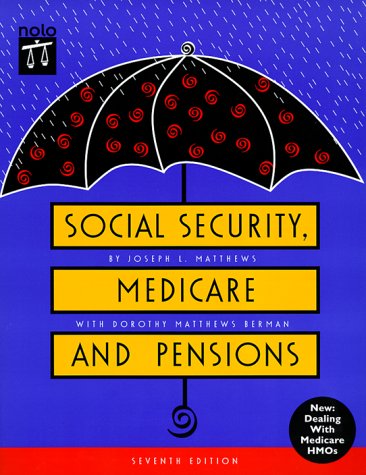 nolo
SOCIAL SECURITY,
BY JOSEPH L. MATTHEWS
MEDICARE
WITH DOROTHY MATTHEWS BERMAN
AND PENSIONS
New:
Dealing
With
Medicare
HMOs
SEVENTH EDITION